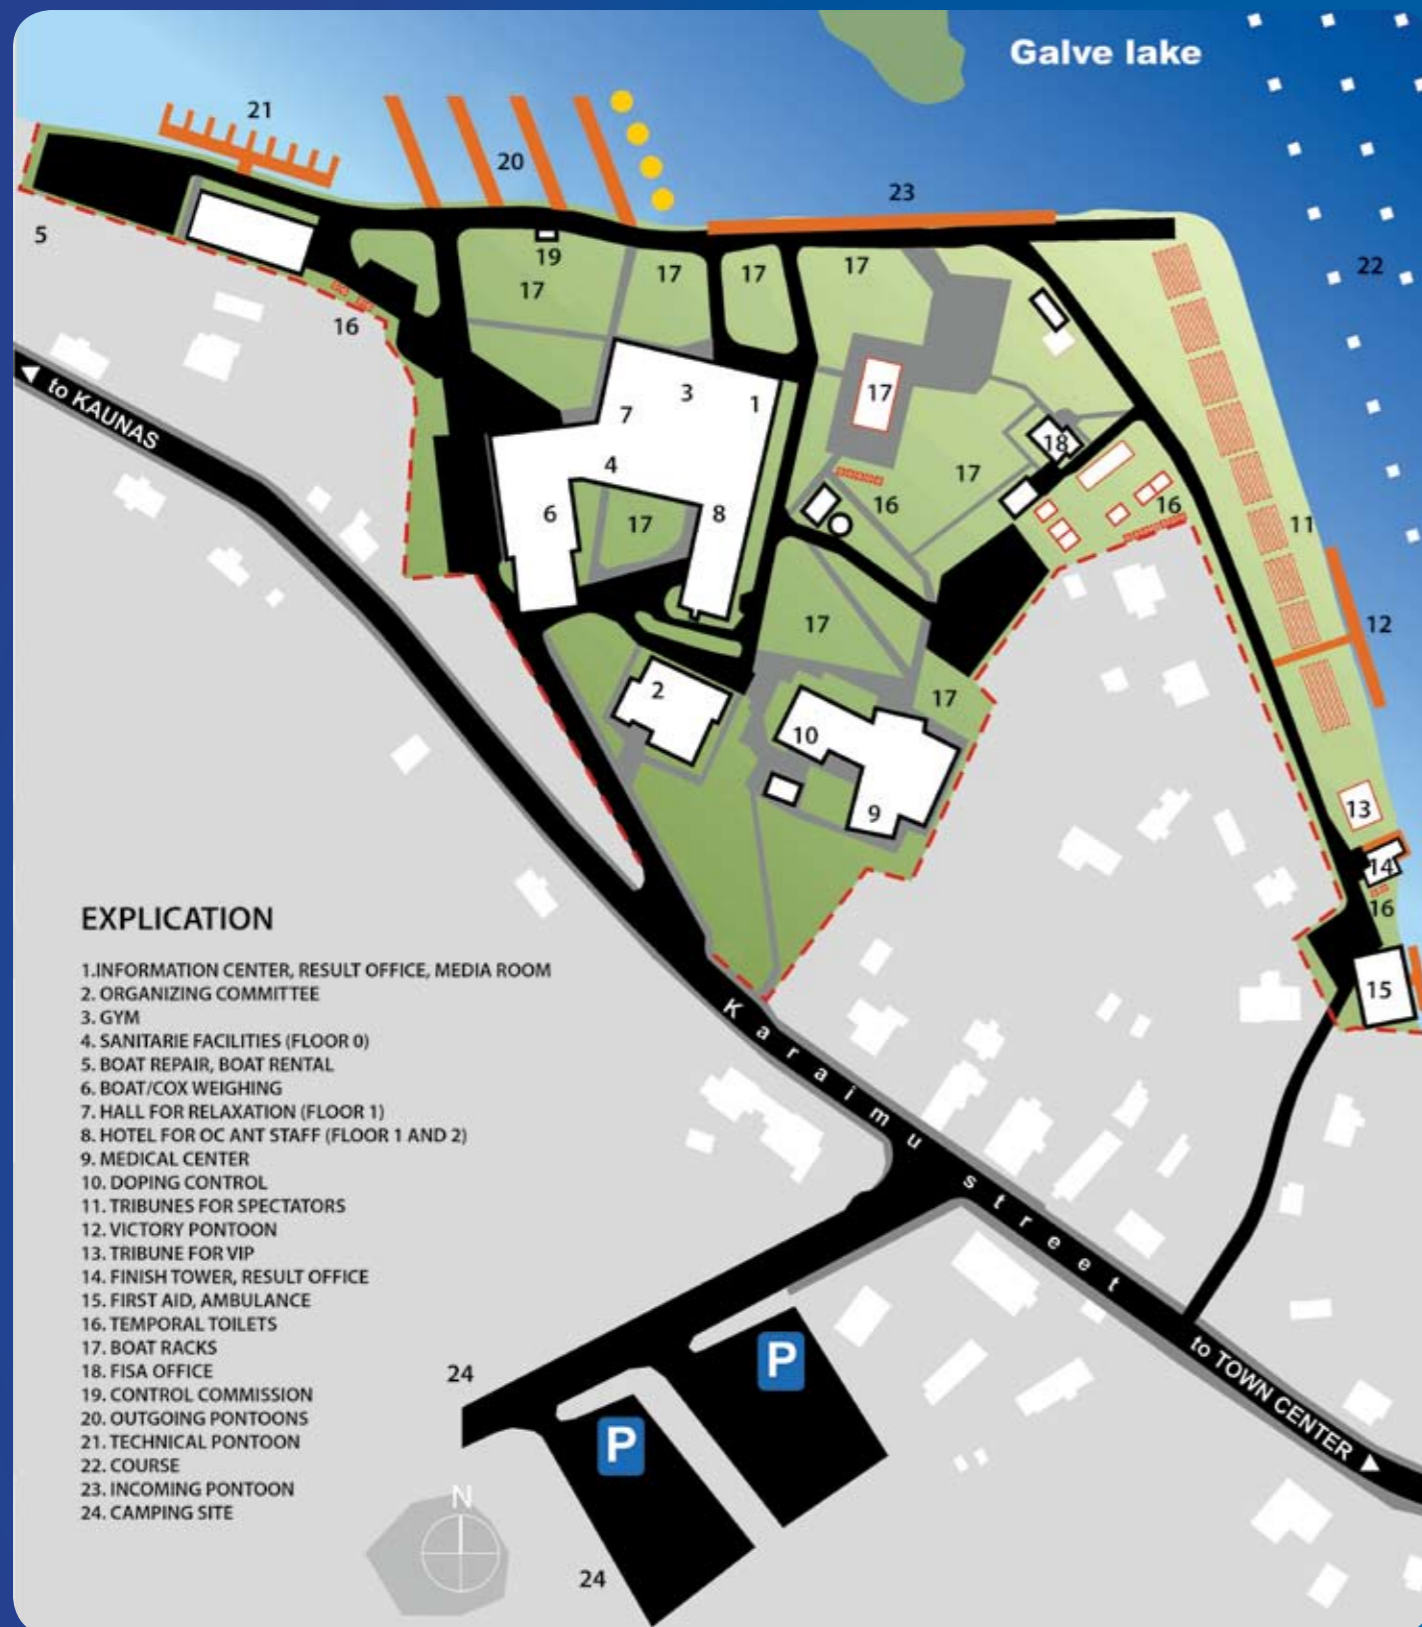 Galve lake
21
20
23
5
19
17
17
17
17
22
16
3
1
7
17
4
18
17
6
8
17
16
16
11
12
17
2
17
10
13
9
14
16
15
to KAUNAS
Karaimu street
to TOWN CENTER
P
P
24
24
N
EXPLICATION
1.INFORMATION CENTER, RESULT OFFICE, MEDIA ROOM
2. ORGANIZING COMMITTEE
3. GYM
4. SANITARIE FACILITIES (FLOOR 0)
5. BOAT REPAIR, BOAT RENTAL
6. BOAT/COX WEIGHING
7. HALL FOR RELAXATION (FLOOR 1)
8. HOTEL FOR OC ANT STAFF (FLOOR 1 AND 2)
9. MEDICAL CENTER
10. DOPING CONTROL
11. TRIBUNES FOR SPECTATORS
12. VICTORY PONTOON
13. TRIBUNE FOR VIP
14. FINISH TOWER, RESULT OFFICE
15. FIRST AID, AMBULANCE
16. TEMPORAL TOILETS
17. BOAT RACKS
18. FISA OFFICE
19. CONTROL COMMISSION
20. OUTGOING PONTOONS
21. TECHNICAL PONTOON
22. COURSE
23. INCOMING PONTOON
24. CAMPING SITE